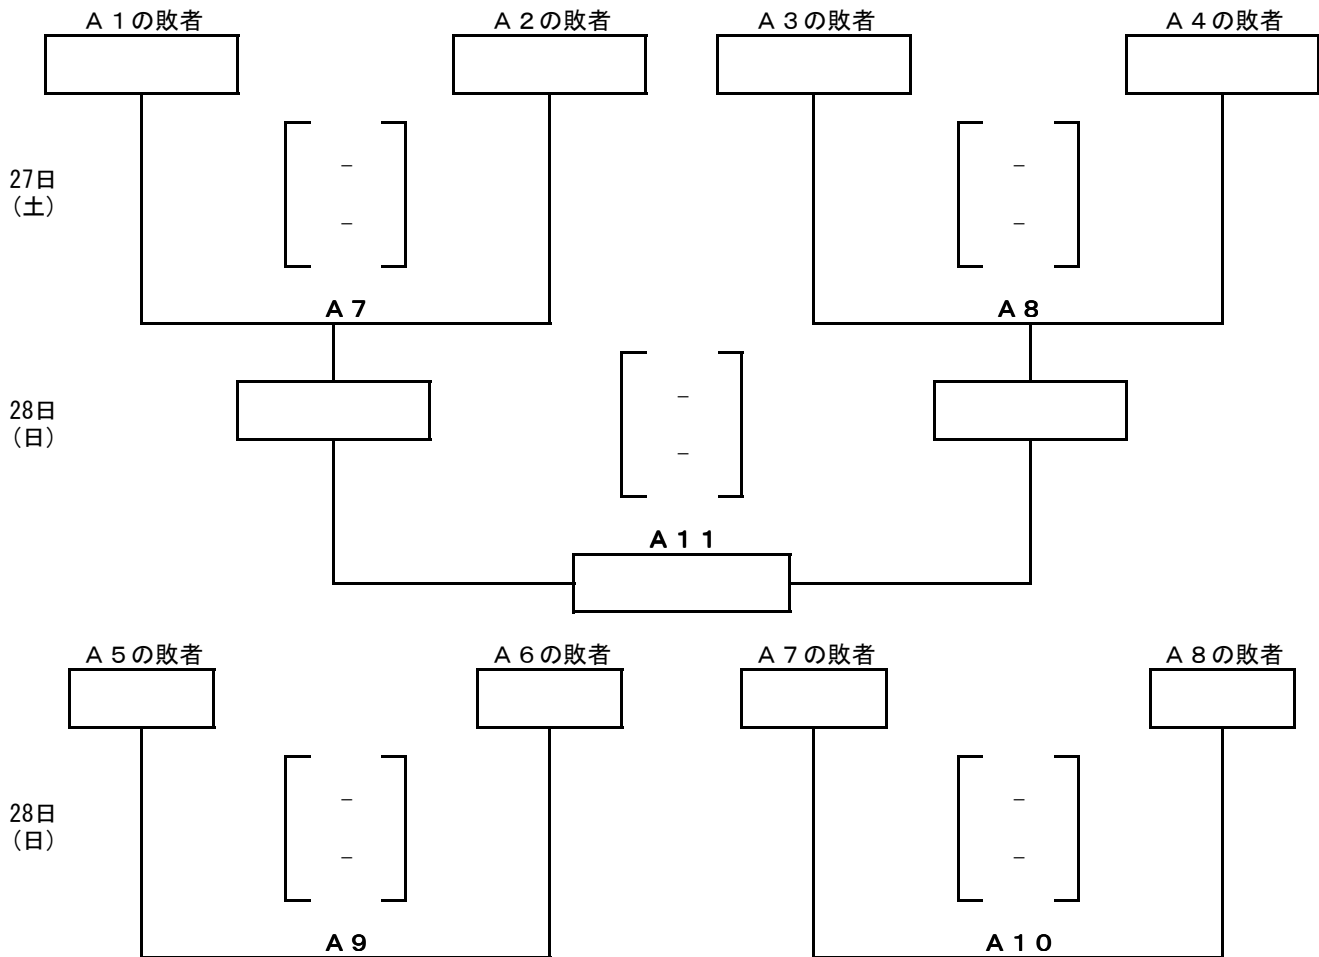 Ａ１の敗者 Ａ２の敗者 Ａ３の敗者 Ａ４の敗者
－ －
27日
（土）
－ －
Ａ７ Ａ８
28日
（日）
－
－
Ａ１１
Ａ５の敗者 Ａ６の敗者 Ａ７の敗者 Ａ８の敗者
－ －
28日
（日）
－ －
Ａ９ Ａ１０